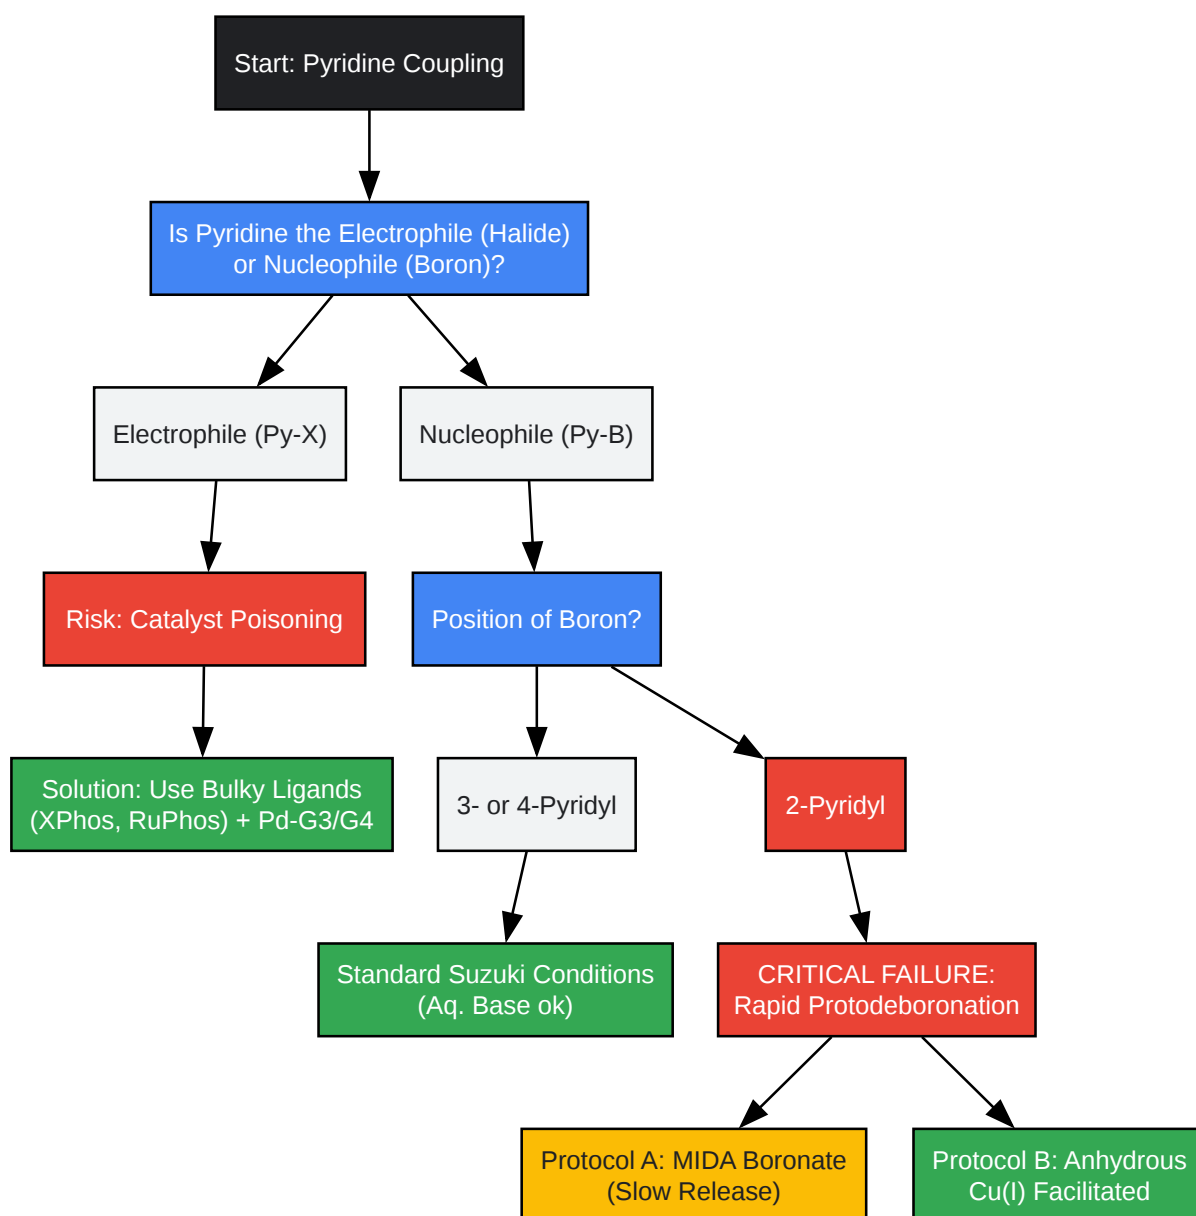 Start: Pyridine Coupling
Is Pyridine the Electrophile (Halide)
or Nucleophile (Boron)?
Electrophile (Py-X)
Nucleophile (Py-B)
Risk: Catalyst Poisoning
Position of Boron?
Solution: Use Bulky Ligands
(XPhos, RuPhos) + Pd-G3/G4
3- or 4-Pyridyl
2-Pyridyl
Standard Suzuki Conditions
(Aq. Base ok)
CRITICAL FAILURE:
Rapid Protodeboronation
Protocol A: MIDA Boronate
(Slow Release)
Protocol B: Anhydrous
Cu(I) Facilitated